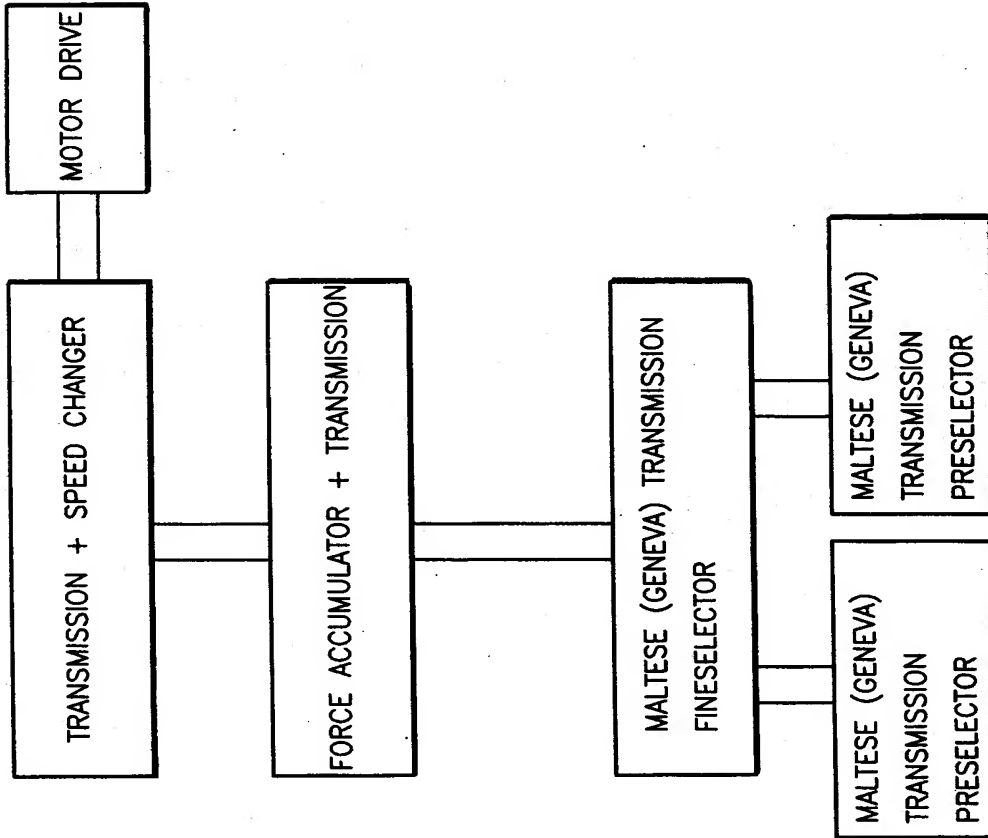 MOTOR DRIVE
TRANSMISSION + SPEED CHANGER
FORCE ACCUMULATOR + TRANSMISSION
MALTESE (GENEVA) TRANSMISSION
FINESELECTOR
MALTESE (GENEVA)
TRANSMISSION
PRESELECTOR
MALTESE (GENEVA)
TRANSMISSION
PRESELECTOR